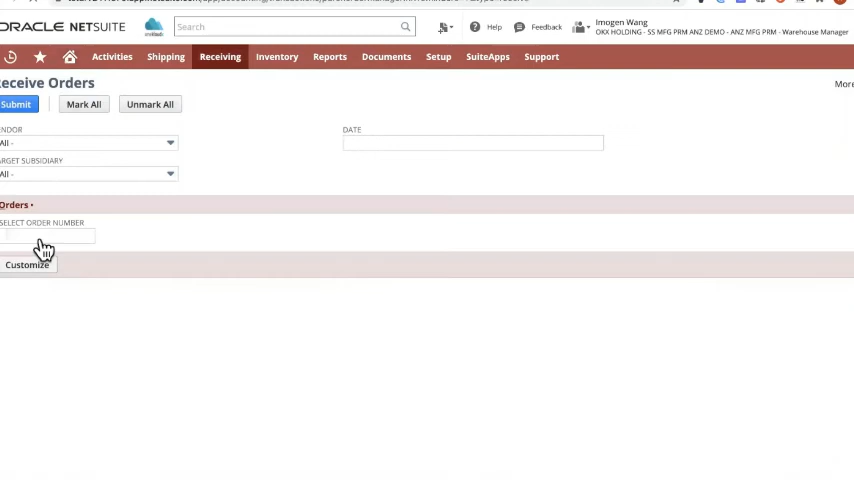 ORACLE NETSUITE
Search
Help
Feedback
Imogen Wang
OKX HOLDING - SS MFG PRM ANZ DEMO - ANZ MFG PRM - Warehouse Manager
Activities Shipping Receiving Inventory Reports Documents Setup SuiteApps Support
eceive Orders
More
Submit
Mark All
Unmark All
ENDOR
DATE
All -
ARGET SUBSIDIARY
All -
Orders •
SELECT ORDER NUMBER
Customize